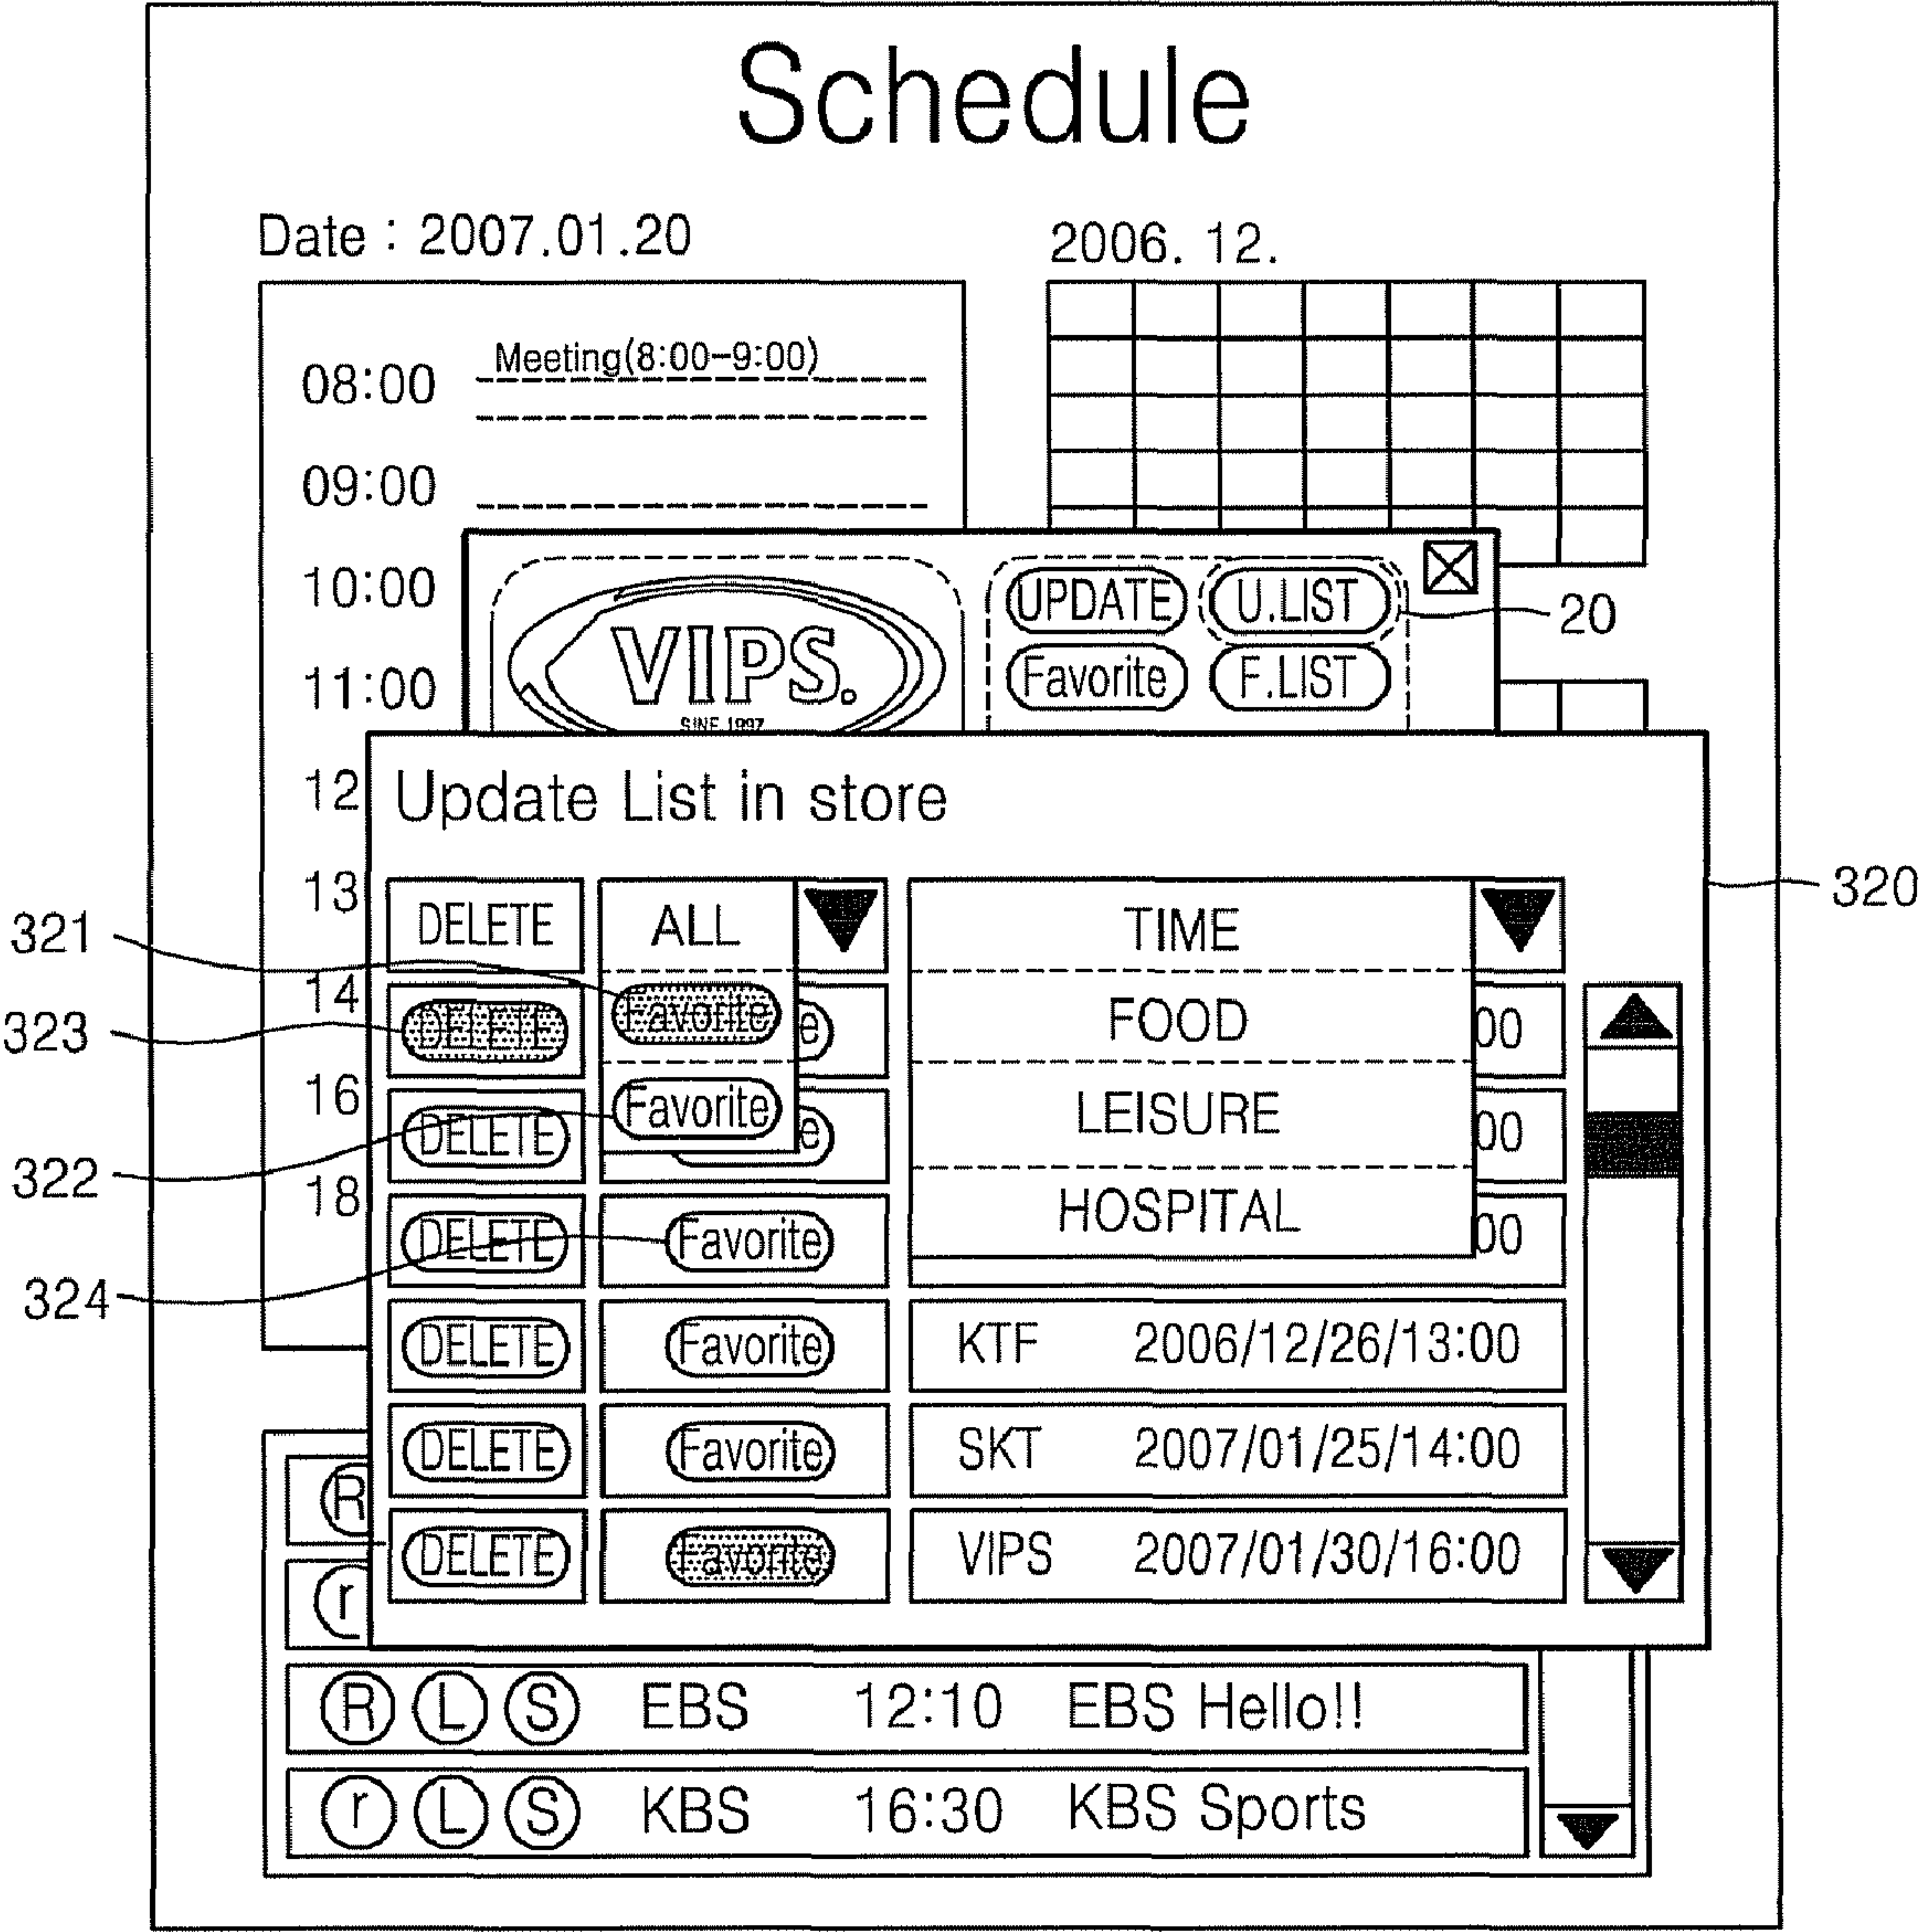 Schedule
Date : 2007.01.20
2006. 12.
08:00
Meeting(8:00-9:00)
09:00
10:00
11:00
12
13
14
16
18
VIPS.
UPDATE
U.LIST
Favorite
F.LIST
20
Update List in store
320
DELETE
ALL
TIME
321
323
322
324
DELETE
Favorite
e
FOOD
00
DELETE
Favorite
e
LEISURE
00
DELETE
Favorite
HOSPITAL
00
DELETE
Favorite
KTF 2006/12/26/13:00
DELETE
Favorite
SKT 2007/01/25/14:00
DELETE
Favorite
VIPS 2007/01/30/16:00
R
r
R L S EBS 12:10 EBS Hello!!
r L S KBS 16:30 KBS Sports